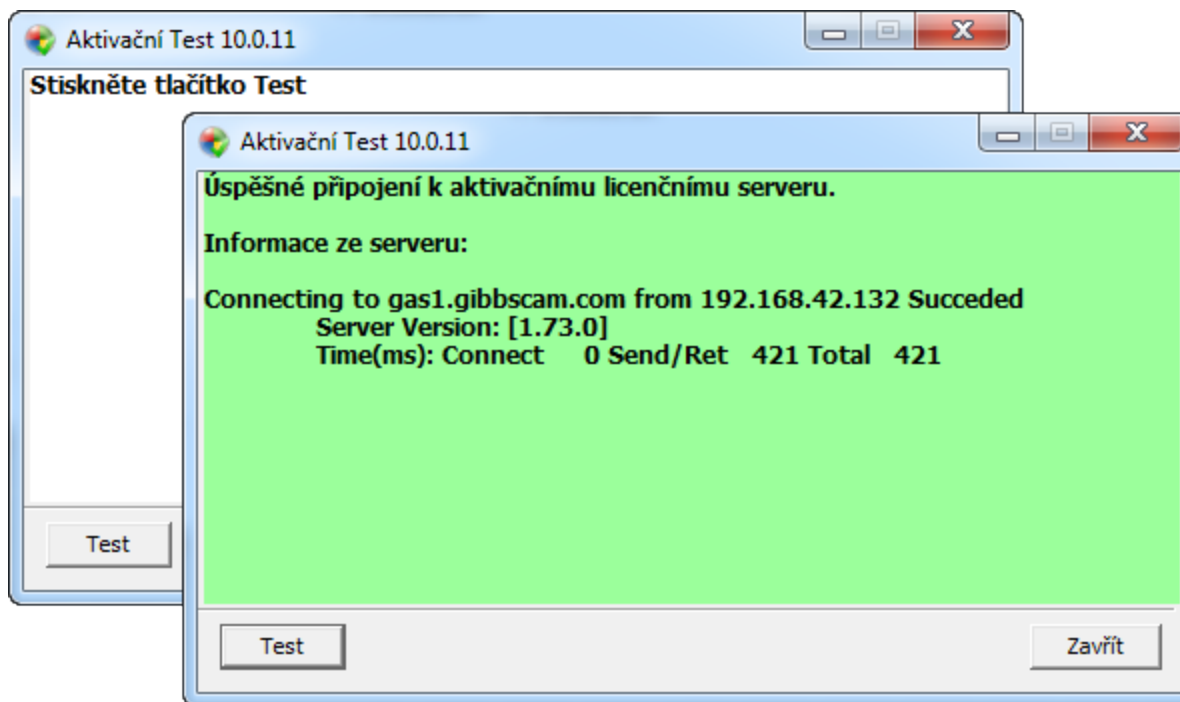 Aktivační Test 10.0.11
Stiskněte tlačítko Test
Test
Aktivační Test 10.0.11
Úspěšné připojení k aktivačnímu licenčnímu serveru.
Informace ze serveru:
Connecting to gas1.gibbscam.com from 192.168.42.132 Succeded
Server Version: [1.73.0]
Time(ms): Connect 0 Send/Ret 421 Total 421
Test Zavřít